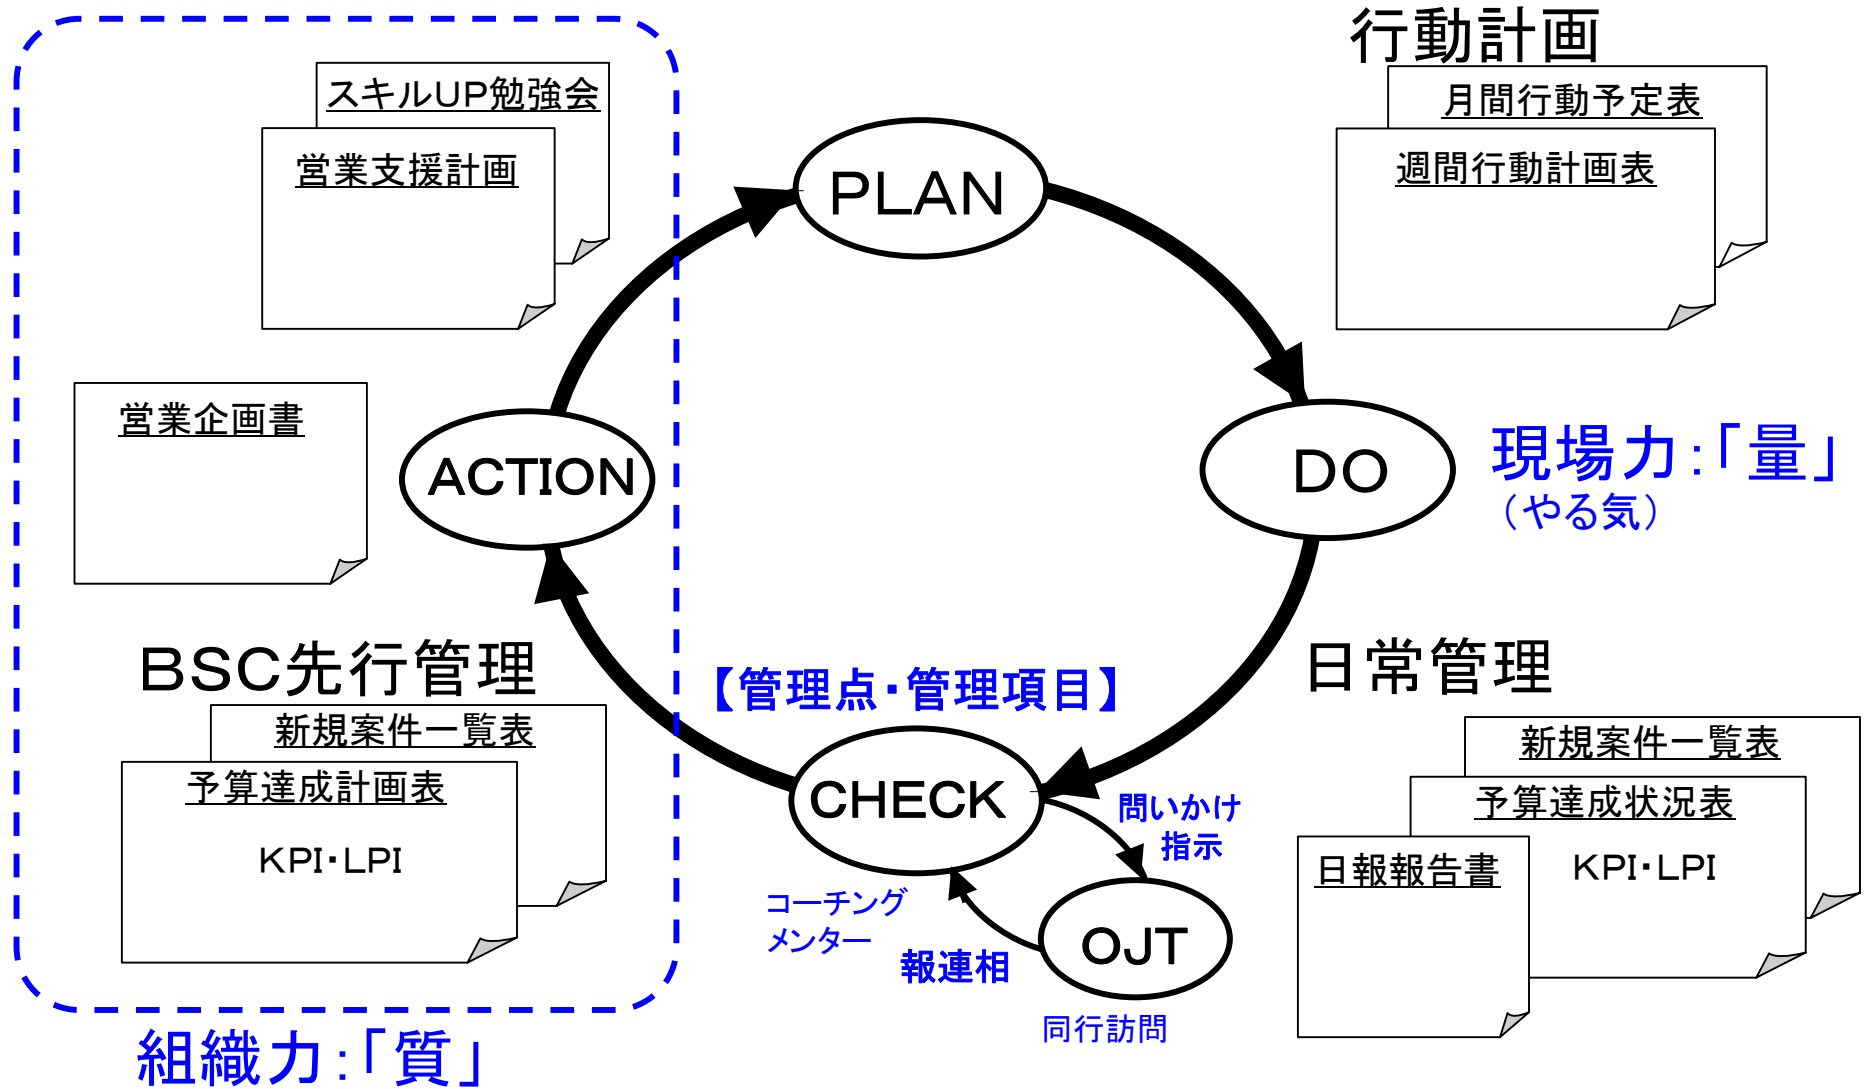 行動計画
スキルUP勉強会
月間行動予定表
営業支援計画
週間行動計画表
PLAN
営業企画書
ACTION
DO
現場力:「量」
（やる気）
BSC先行管理
【管理点・管理項目】
日常管理
新規案件一覧表
予算達成計画表
KPI・LPI
CHECK
問いかけ
指示
新規案件一覧表
予算達成状況表
KPI・LPI
日報報告書
コーチング
メンター
報連相
OJT
同行訪問
組織力:「質」